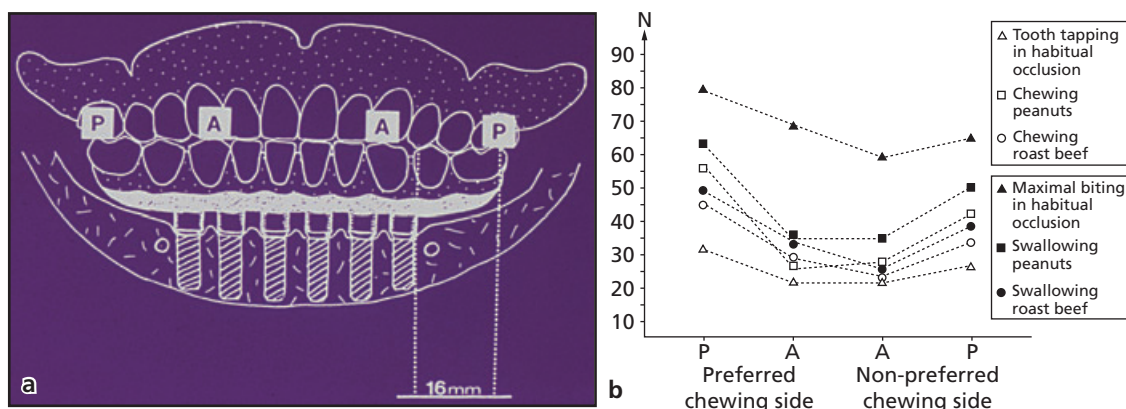 P
A
A
P
16mm
a
N
90
80
70
60
50
40
30
20
10
P
A
A
P
Preferred
chewing side
Non-preferred
chewing side
b
Tooth tapping
in habitual
occlusion
Chewing
peanuts
Chewing
roast beef
Maximal biting
in habitual
occlusion
Swallowing
peanuts
Swallowing
roast beef